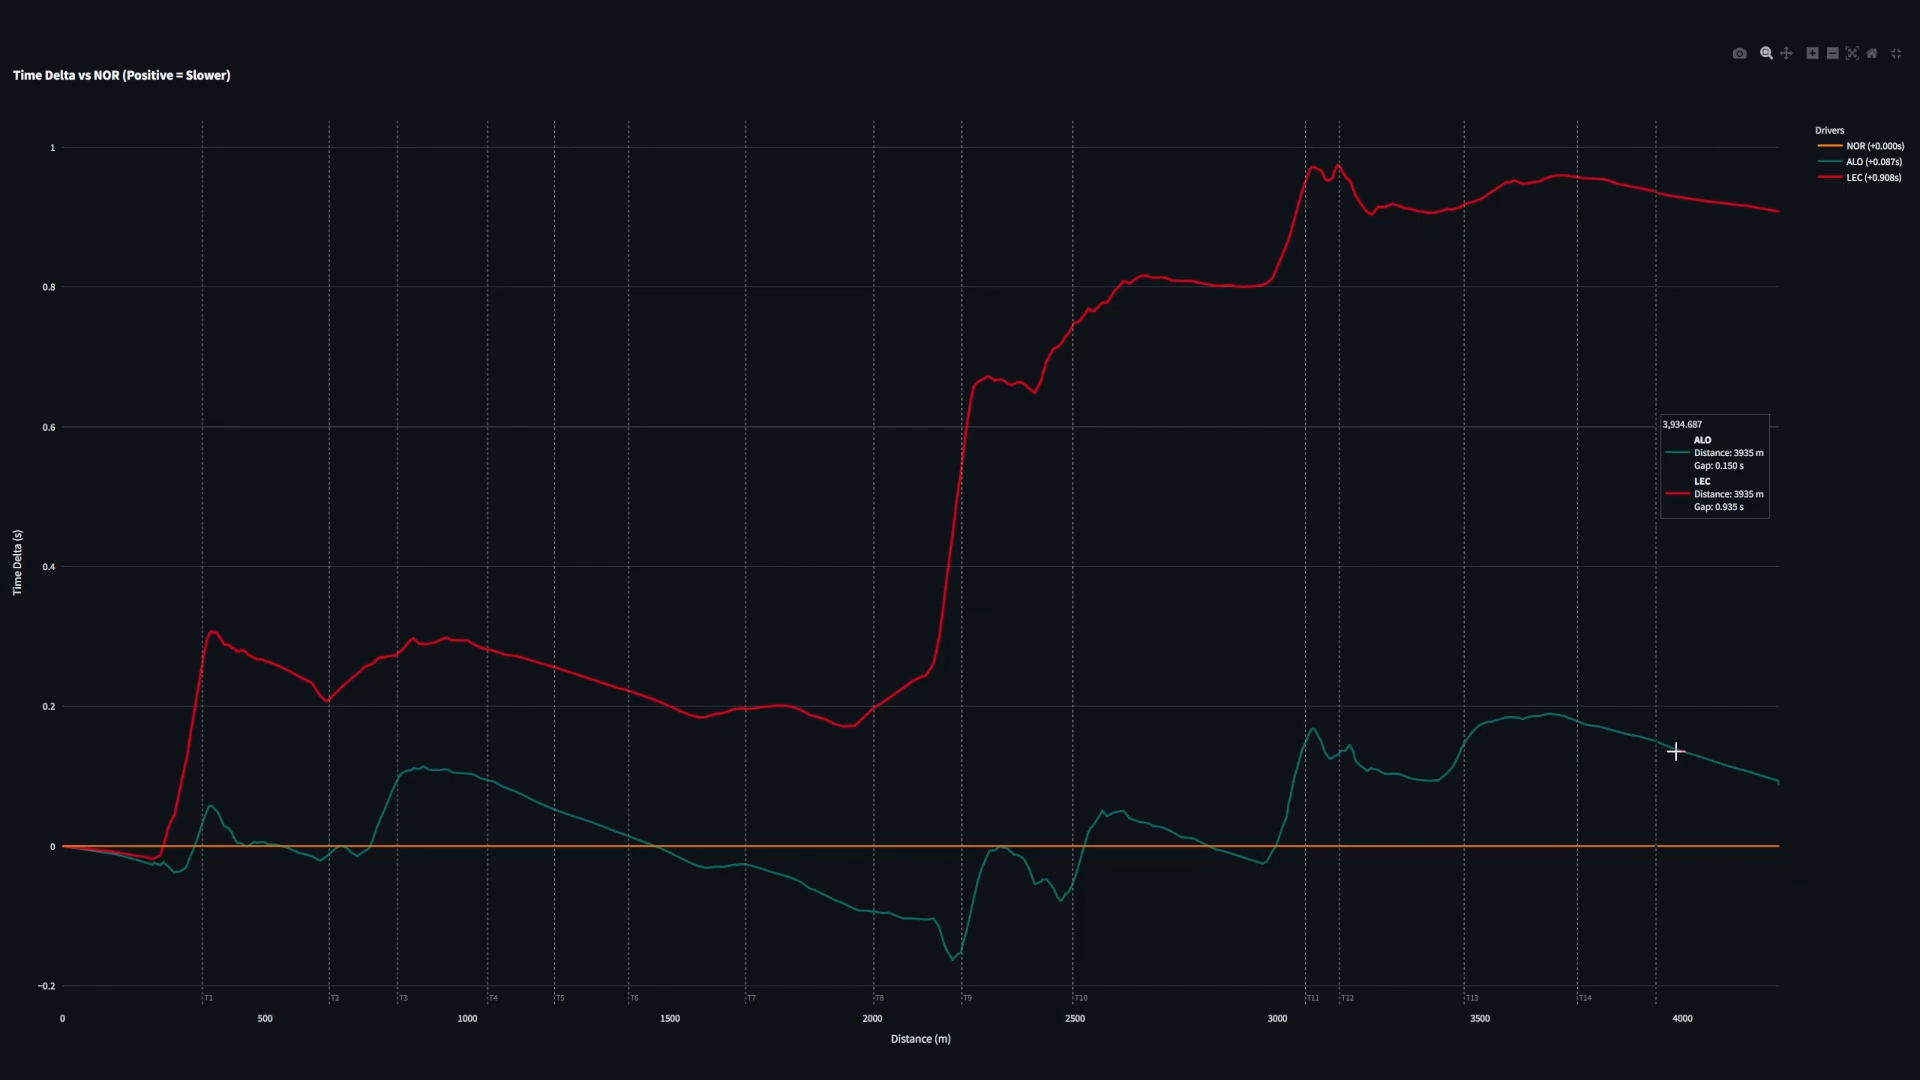 Time Delta vs NOR (Positive = Slower)
Drivers
NOR (+0.000s)
ALO (+0.087s)
LEC (+0.908s)
1
0.8
0.6
0.4
0.2
0
−0.2
Time Delta (s)
3,934.687
ALO
Distance: 3935 m
Gap: 0.150 s
LEC
Distance: 3935 m
Gap: 0.935 s
T1 T2 T3 T4 T5 T6 T7 T8 T9 T10 T11 T12 T13 T14
0 500 1000 1500 2000 2500 3000 3500 4000
Distance (m)